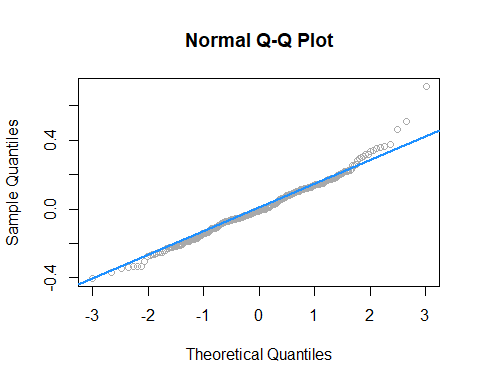 Normal Q-Q Plot
Sample Quantiles
0.4
0.0
-0.4
-3 -2 -1 0 1 2 3
Theoretical Quantiles